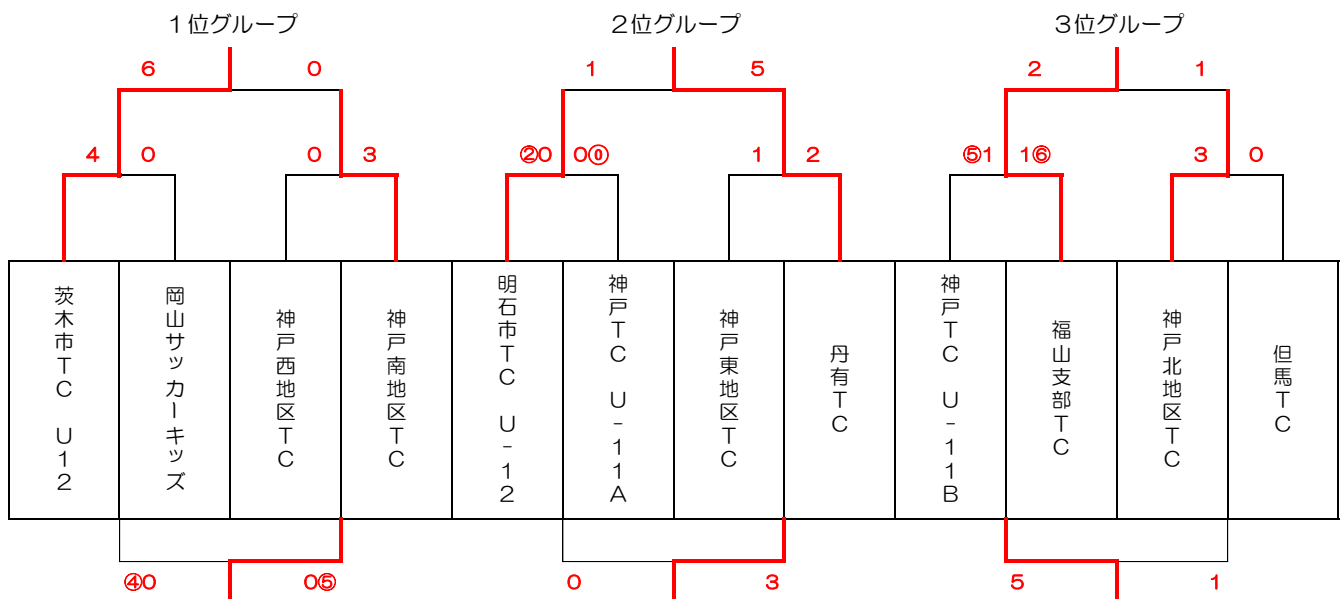 １位グループ ２位グループ ３位グループ
6 0 1 5 2 1
4 0 0 3 ②0 0⓪ 1 2 ⑤1 1⑥ 3 0
茨木市ＴＣ　Ｕ１２
岡山サッカーキッズ
神戸西地区ＴＣ
神戸南地区ＴＣ
明石市ＴＣ　Ｕ-１２
神戸ＴＣ　Ｕ-１１Ａ
神戸東地区ＴＣ
丹有ＴＣ
神戸ＴＣ　Ｕ-１１Ｂ
福山支部ＴＣ
神戸北地区ＴＣ
但馬ＴＣ
④0 0⑤ 0 3 5 1